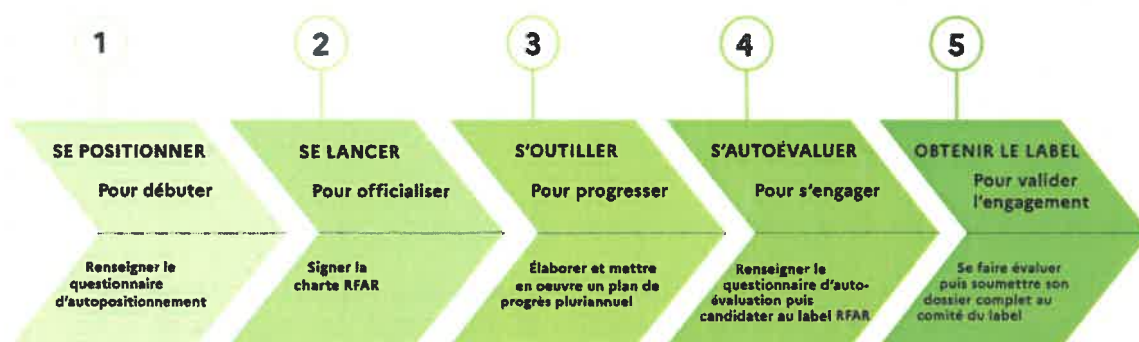 1
SE POSITIONNER
Pour débuter
Renseigner le
questionnaire
d'autopositionnement
2
SE LANCER
Pour officialiser
Signer la
charte RFAR
3
S'OUTILLER
Pour progresser
Élaborer et mettre
en oeuvre un plan de
progrès pluriannuel
4
S'AUTOÉVALUER
Pour s'engager
Renseigner le
questionnaire d'auto-
évaluation puis
candidater au label RFAR
5
OBTENIR LE LABEL
Pour valider
l'engagement
Se faire évaluer
puis soumettre son
dossier complet au
comité du label